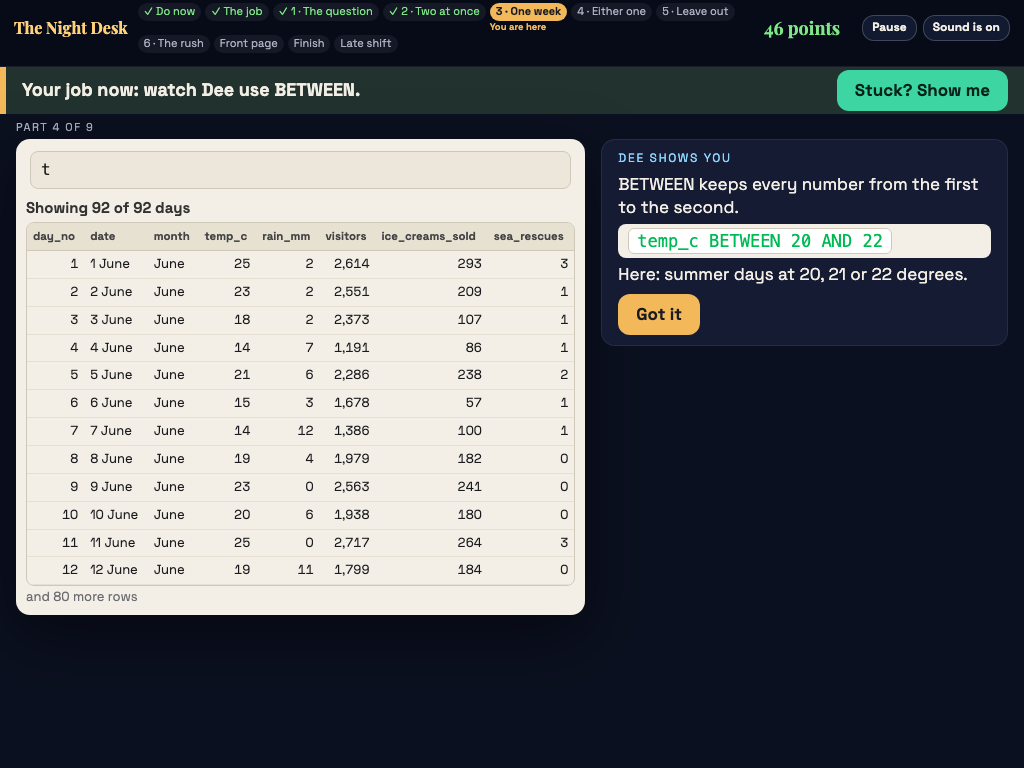 The Night Desk
✓ Do now ✓ The job ✓ 1 · The question ✓ 2 · Two at once 3 · One week 4 · Either one 5 · Leave out
You are here
6 · The rush Front page Finish Late shift
46 points
Pause
Sound is on
Your job now: watch Dee use BETWEEN.
Stuck? Show me
PART 4 OF 9
t
Showing 92 of 92 days
day_no date month temp_c rain_mm visitors ice_creams_sold sea_rescues
1 1 June June 25 2 2,614 293 3
2 2 June June 23 2 2,551 209 1
3 3 June June 18 2 2,373 107 1
4 4 June June 14 7 1,191 86 1
5 5 June June 21 6 2,286 238 2
6 6 June June 15 3 1,678 57 1
7 7 June June 14 12 1,386 100 1
8 8 June June 19 4 1,979 182 0
9 9 June June 23 0 2,563 241 0
10 10 June June 20 6 1,938 180 0
11 11 June June 25 0 2,717 264 3
12 12 June June 19 11 1,799 184 0
and 80 more rows
DEE SHOWS YOU
BETWEEN keeps every number from the first
to the second.
temp_c BETWEEN 20 AND 22
Here: summer days at 20, 21 or 22 degrees.
Got it